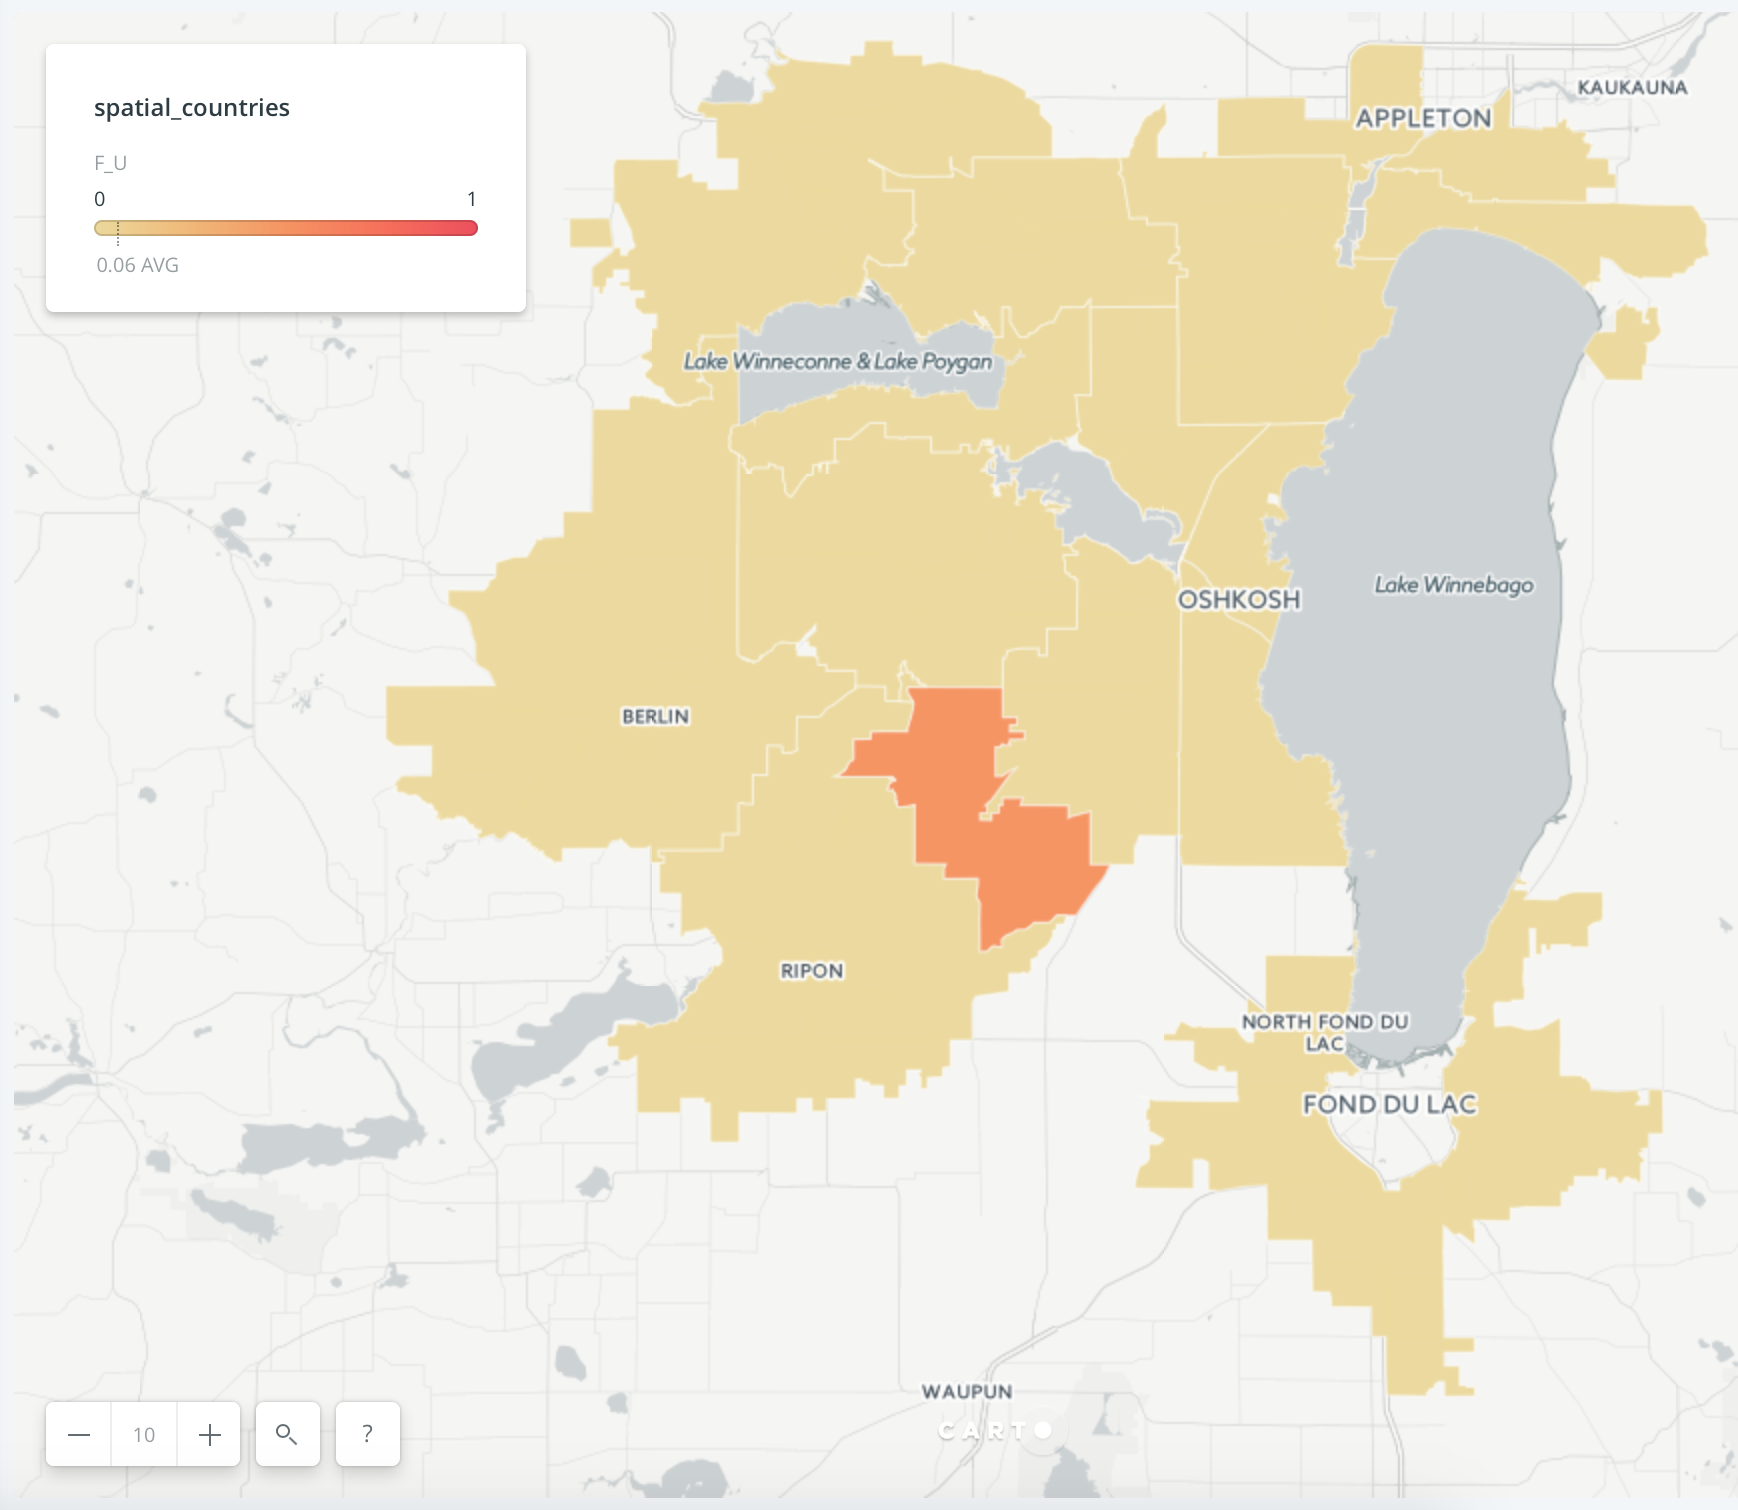 spatial_countries
F_U
0 1
0.06 AVG
KAUKAUNA
APPLETON
Lake Winneconne & Lake Poygan
Lake Winnebago
OSHKOSH
BERLIN
RIPON
NORTH FOND DU
LAC
FOND DU LAC
WAUPUN
CARTO
10
?